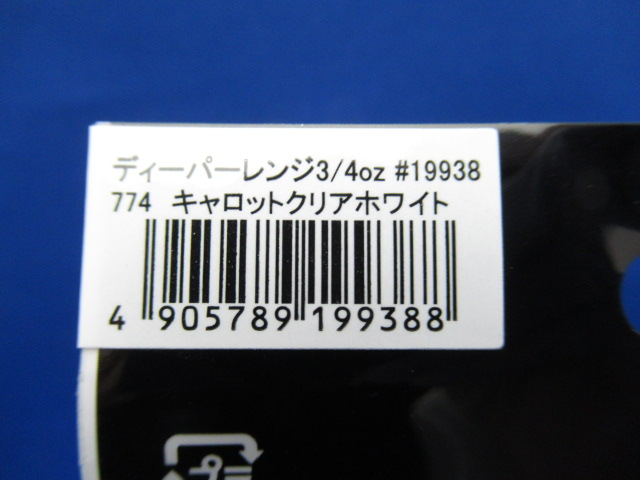 ディーパーレンジ3/4oz #19938
774 キャロットクリアホワイト
4 905789 199388
プ